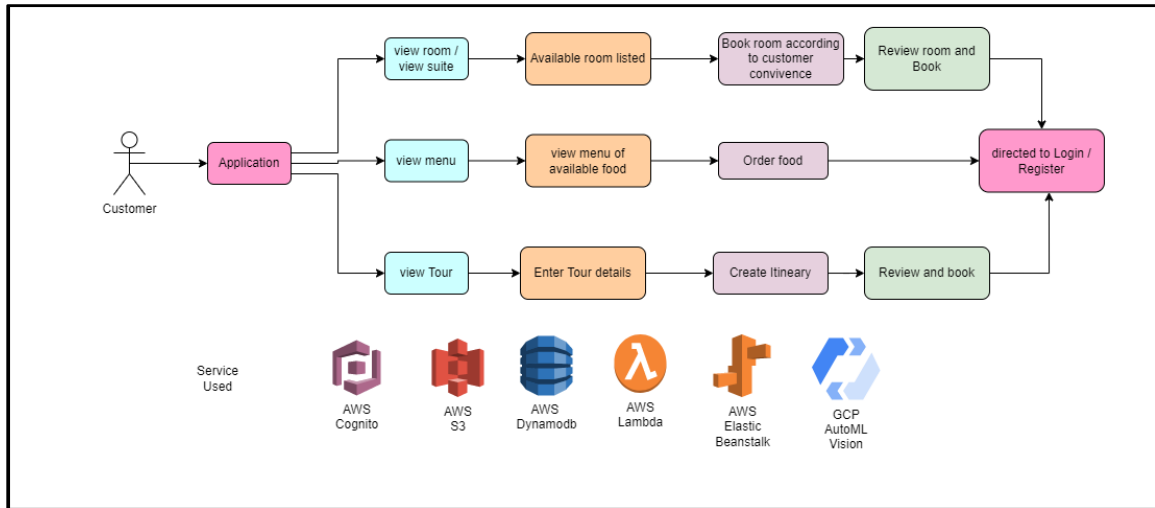 view room /
view suite
Available room listed
Book room according
to customer
convivence
Review room and
Book
Application
view menu
view menu of
available food
Order food
directed to Login /
Register
Customer
view Tour
Enter Tour details
Create Itineary
Review and book
Service
Used
AWS
Cognito
AWS
S3
AWS
Dynamodb
AWS
Lambda
AWS
Elastic
Beanstalk
GCP
AutoML
Vision